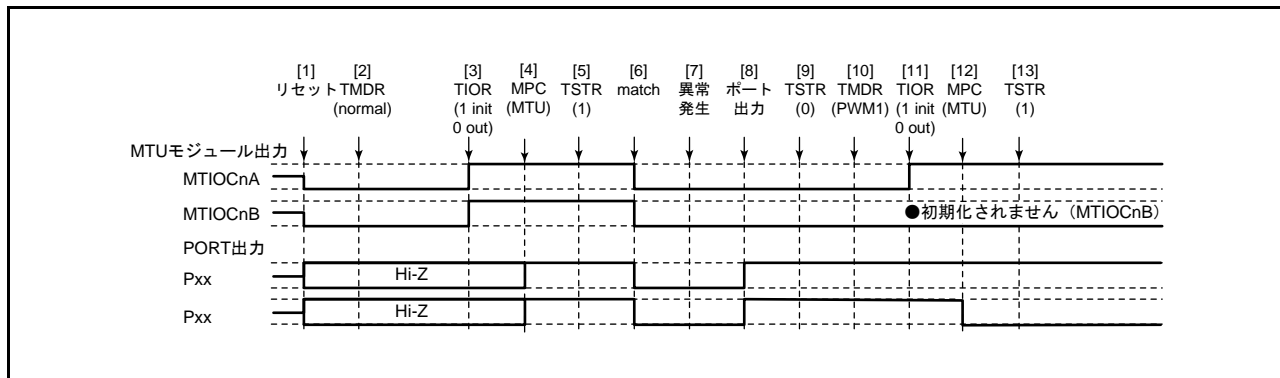 [1] [2] [3] [4] [5] [6] [7] [8] [9] [10] [11] [12] [13]
リセット TMDR TIOR MPC TSTR match 異常 ポート TSTR TMDR TIOR MPC TSTR
(normal) (1 init (MTU) (1) 発生 出力 (0) (PWM1) (1 init (MTU) (1)
0 out) 0 out)
MTUモジュール出力
MTIOCnA
MTIOCnB ●初期化されません（MTIOCnB）
PORT出力
Pxx Hi-Z
Pxx Hi-Z